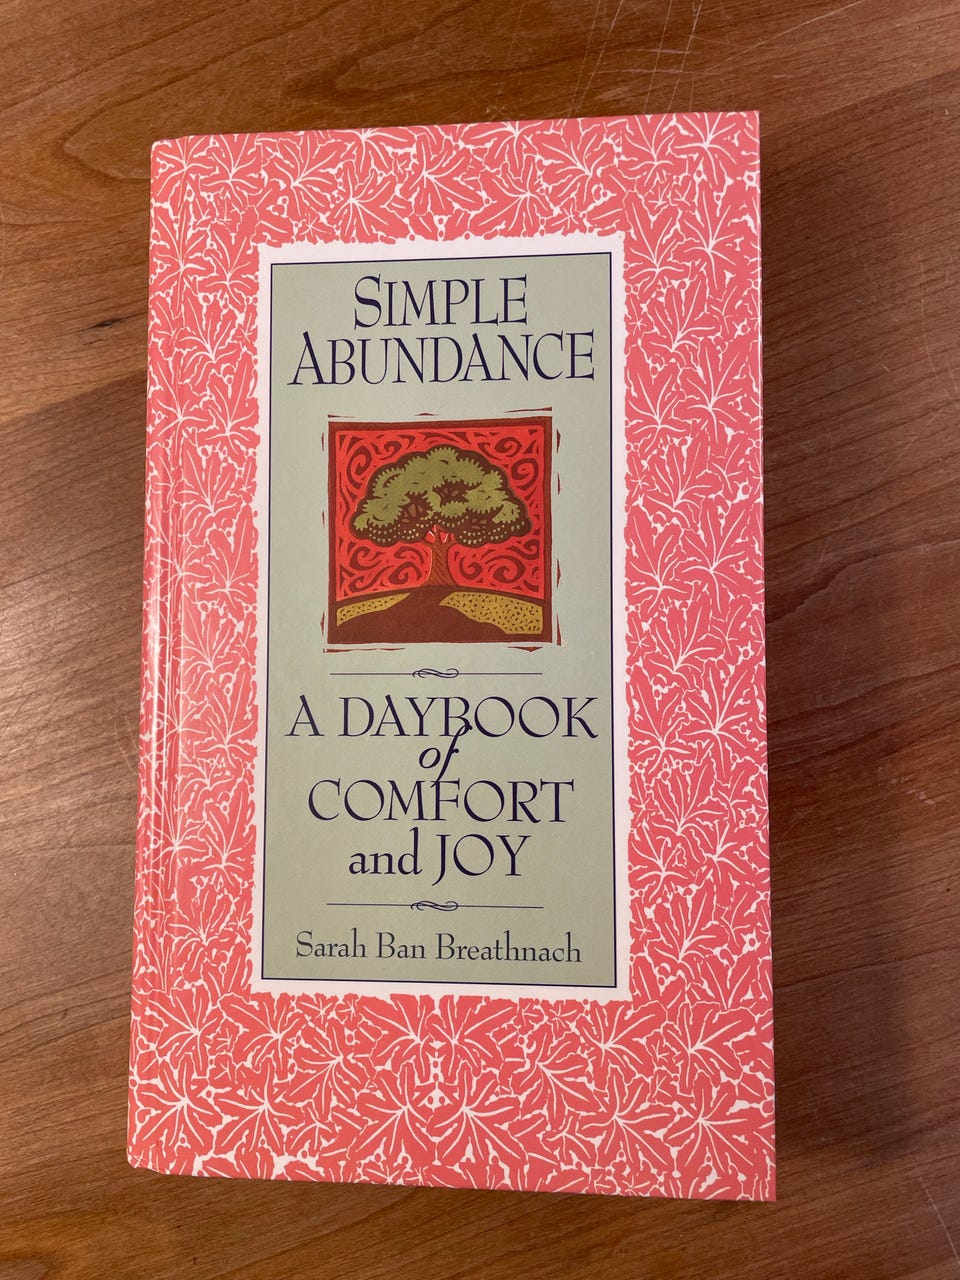 SIMPLE
ABUNDANCE
A DAYBOOK
of
COMFORT
and JOY
Sarah Ban Breathnach